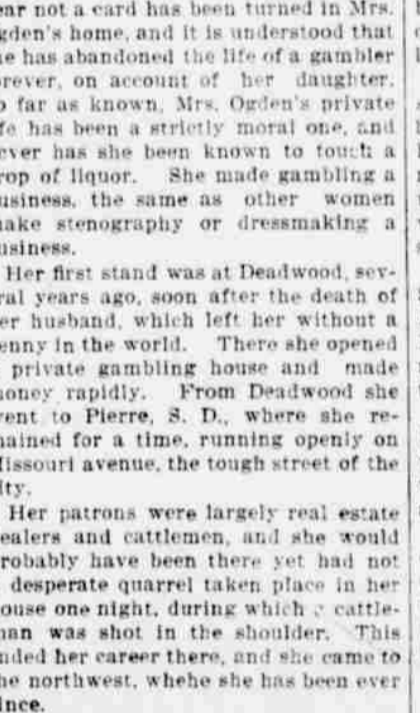 ear not a card has been turned in Mrs.
gden's home, and it is understood that
he has abandoned the life of a gambler
orever, on account of her daughter.
o far as known, Mrs. Ogden's private
ife has been a strictly moral one, and
ever has she been known to touch a
rop of liquor. She made gambling a
usiness, the same as other women
make stenography or dressmaking a
usiness.
Her first stand was at Deadwood, sev-
ral years ago, soon after the death of
er husband, which left her without a
enny in the world. There she opened
private gambling house and made
noney rapidly. From Deadwood she
vent to Pierre, S. D., where she re-
nained for a time, running openly on
Missouri avenue, the tough street of the
ity.
Her patrons were largely real estate
ealers and cattlemen, and she would
robably have been there yet had not
desperate quarrel taken place in her
ouse one night, during which a cattle-
nan was shot in the shoulder. This
nded her career there, and she came to
he northwest, whehe she has been ever
ince.